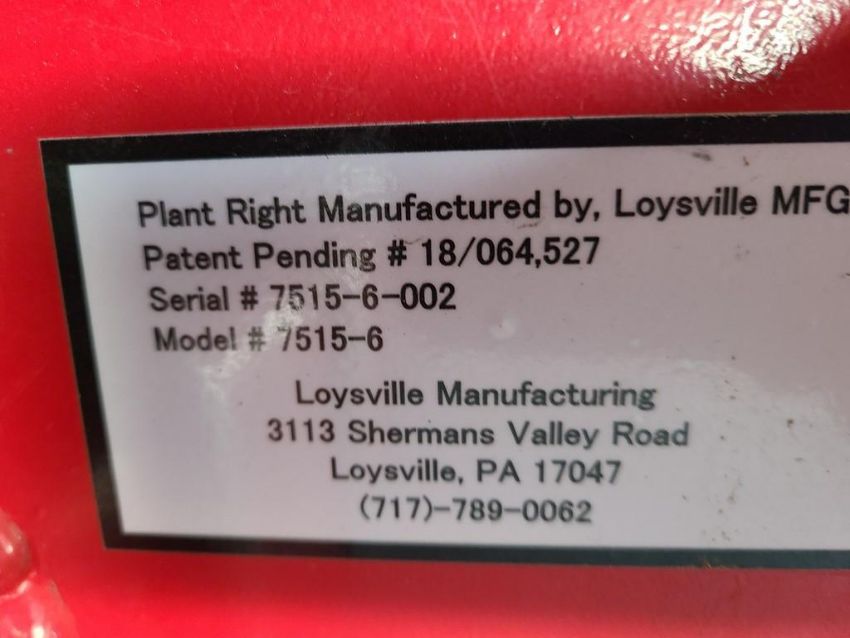 Plant Right Manufactured by, Loysville MFG
Patent Pending # 18/064,527
Serial # 7515-6-002
Model # 7515-6
Loysville Manufacturing
3113 Shermans Valley Road
Loysville, PA 17047
(717)-789-0062